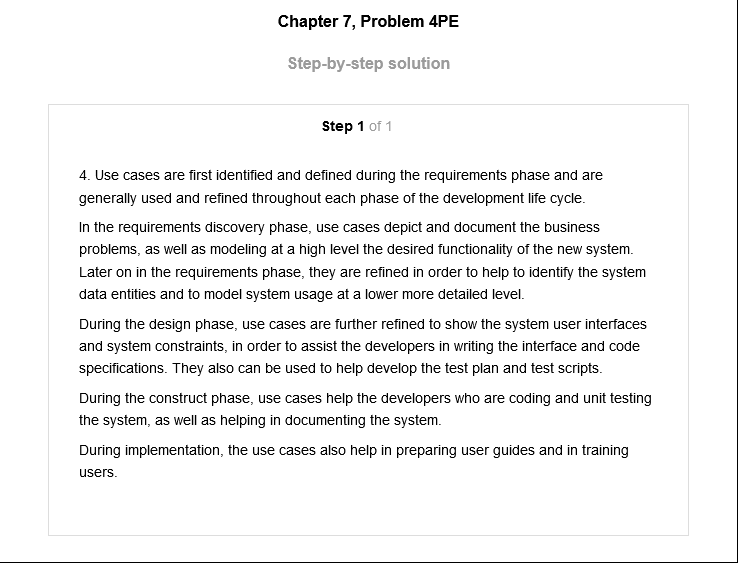 Chapter 7, Problem 4PE
Step-by-step solution
Step 1 of 1
4. Use cases are first identified and defined during the requirements phase and are
generally used and refined throughout each phase of the development life cycle.
In the requirements discovery phase, use cases depict and document the business
problems, as well as modeling at a high level the desired functionality of the new system.
Later on in the requirements phase, they are refined in order to help to identify the system
data entities and to model system usage at a lower more detailed level.
During the design phase, use cases are further refined to show the system user interfaces
and system constraints, in order to assist the developers in writing the interface and code
specifications. They also can be used to help develop the test plan and test scripts.
During the construct phase, use cases help the developers who are coding and unit testing
the system, as well as helping in documenting the system.
During implementation, the use cases also help in preparing user guides and in training
users.